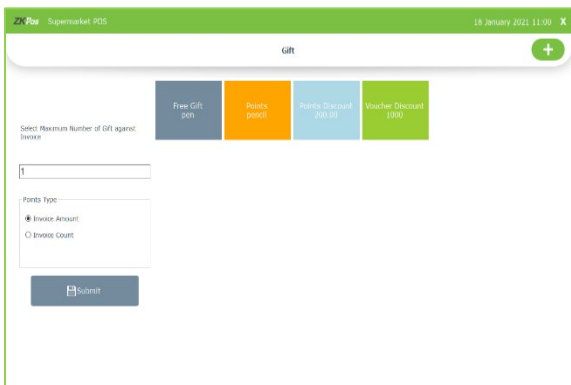 ZKPos Supermarket POS 18 January 2021 11:00 X
Gift
+
Free Gift
pen
Points
pencil
Points Discount
200.00
Voucher Discount
1000
Select Maximum Number of Gift against
Invoice
1
Points Type
Invoice Amount
Invoice Count
Submit